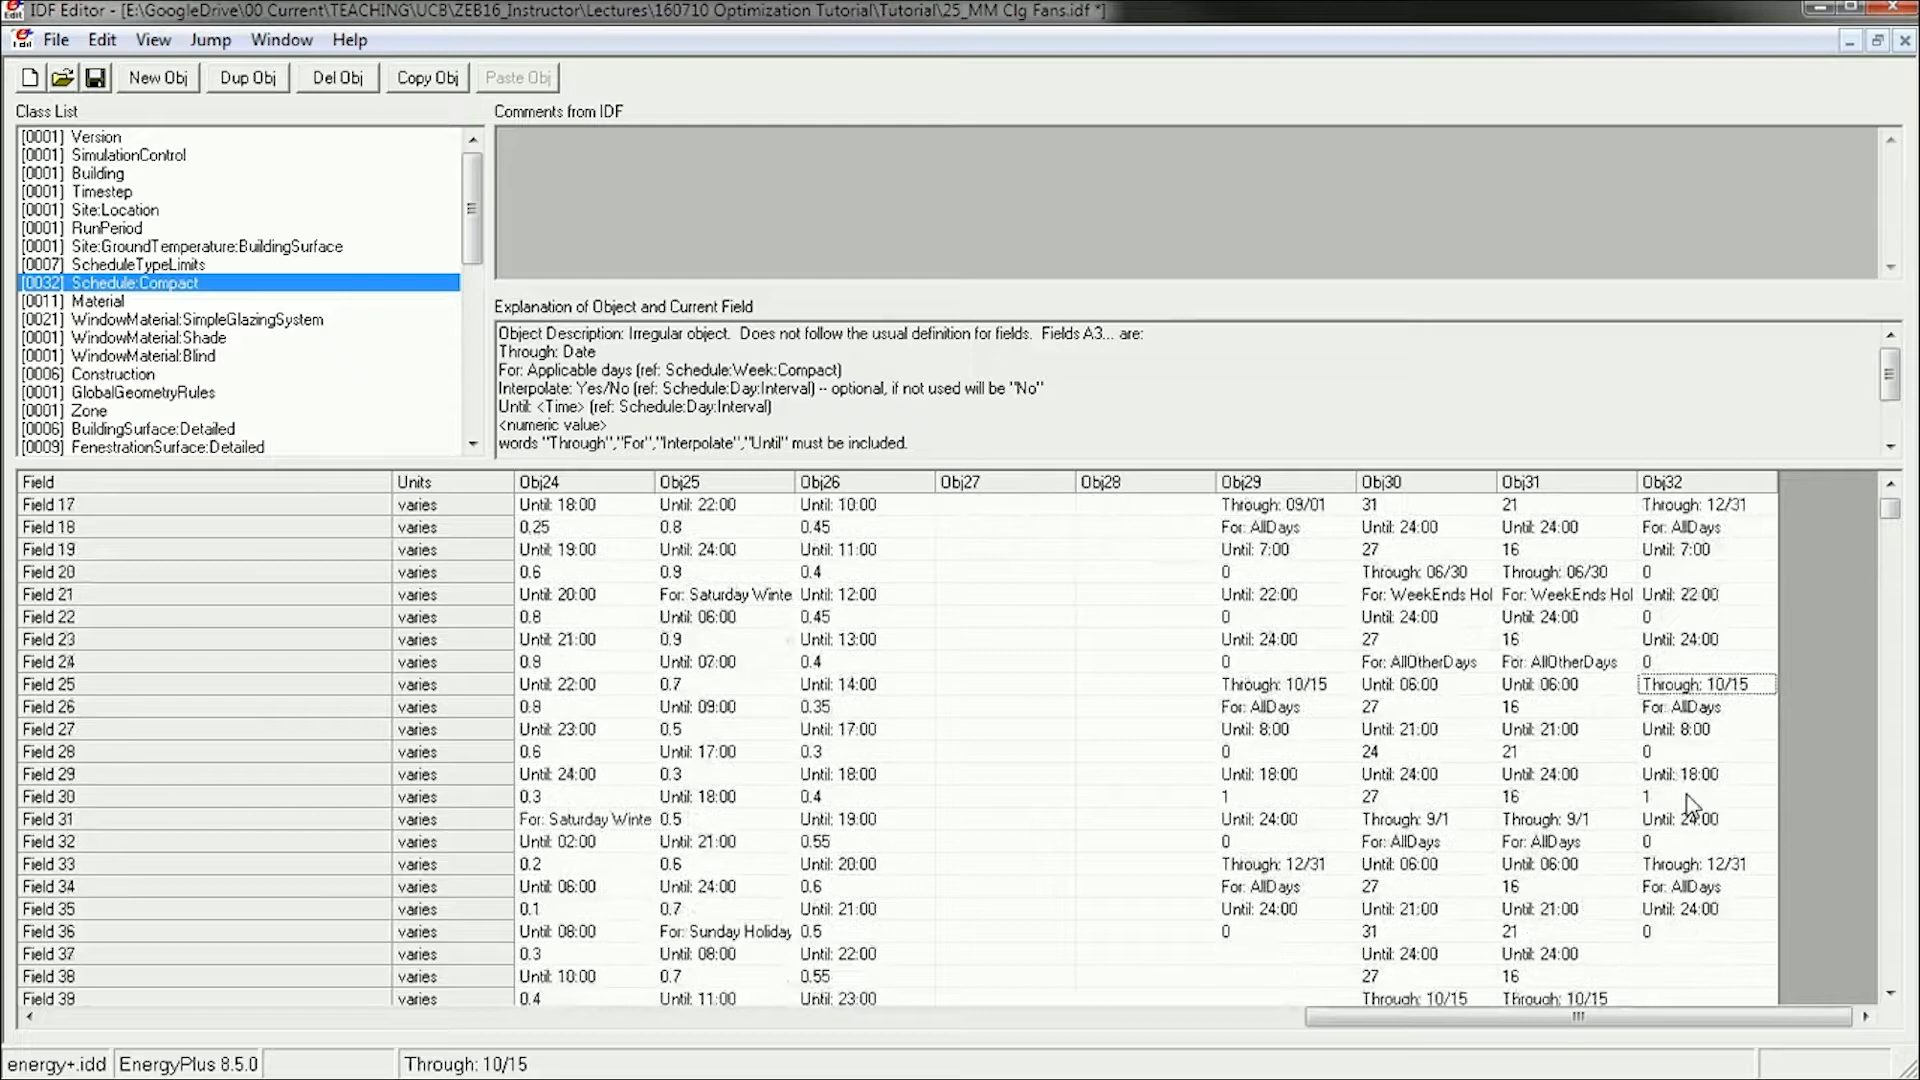 IDF Editor - [E:\GoogleDrive\00 Current\TEACHING\UCB\ZEB16_Instructor\Lectures\160710 Optimization Tutorial\Tutorial\25_MM Clg Fans.idf *]
File Edit View Jump Window Help
New Obj Dup Obj Del Obj Copy Obj Paste Obj
Class List Comments from IDF
[0001] Version
[0001] SimulationControl
[0001] Building
[0001] Timestep
[0001] Site:Location
[0001] RunPeriod
[0001] Site:GroundTemperature:BuildingSurface
[0007] ScheduleTypeLimits
[0032] Schedule:Compact
[0011] Material
[0021] WindowMaterial:SimpleGlazingSystem
[0001] WindowMaterial:Shade
[0001] WindowMaterial:Blind
[0006] Construction
[0001] GlobalGeometryRules
[0001] Zone
[0006] BuildingSurface:Detailed
[0009] FenestrationSurface:Detailed
Explanation of Object and Current Field
Object Description: Irregular object. Does not follow the usual definition for fields. Fields A3... are:
Through: Date
For: Applicable days (ref: Schedule:Week:Compact)
Interpolate: Yes/No (ref: Schedule:Day:Interval) -- optional, if not used will be "No"
Until: <Time> (ref: Schedule:Day:Interval)
<numeric value>
words "Through","For","Interpolate","Until" must be included.
Field Units Obj24 Obj25 Obj26 Obj27 Obj28 Obj29 Obj30 Obj31 Obj32
Field 17 varies Until: 18:00 Until: 22:00 Until: 10:00 Through: 09/01 31 21 Through: 12/31
Field 18 varies 0.25 0.8 0.45 For: AllDays Until: 24:00 Until: 24:00 For: AllDays
Field 19 varies Until: 19:00 Until: 24:00 Until: 11:00 Until: 7:00 27 16 Until: 7:00
Field 20 varies 0.6 0.9 0.4 0 Through: 06/30 Through: 06/30 0
Field 21 varies Until: 20:00 For: Saturday Winte Until: 12:00 Until: 22:00 For: WeekEnds Hol For: WeekEnds Hol Until: 22:00
Field 22 varies 0.8 Until: 06:00 0.45 0 Until: 24:00 Until: 24:00 0
Field 23 varies Until: 21:00 0.9 Until: 13:00 Until: 24:00 27 16 Until: 24:00
Field 24 varies 0.8 Until: 07:00 0.4 0 For: AllOtherDays For: AllOtherDays 0
Field 25 varies Until: 22:00 0.7 Until: 14:00 Through: 10/15 Until: 06:00 Until: 06:00 Through: 10/15
Field 26 varies 0.8 Until: 09:00 0.35 For: AllDays 27 16 For: AllDays
Field 27 varies Until: 23:00 0.5 Until: 17:00 Until: 8:00 Until: 21:00 Until: 21:00 Until: 8:00
Field 28 varies 0.6 Until: 17:00 0.3 0 24 21 0
Field 29 varies Until: 24:00 0.3 Until: 18:00 Until: 18:00 Until: 24:00 Until: 24:00 Until: 18:00
Field 30 varies 0.3 Until: 18:00 0.4 1 27 16 1
Field 31 varies For: Saturday Winte 0.5 Until: 19:00 Until: 24:00 Through: 9/1 Through: 9/1 Until: 24:00
Field 32 varies Until: 02:00 Until: 21:00 0.55 0 For: AllDays For: AllDays 0
Field 33 varies 0.2 0.6 Until: 20:00 Through: 12/31 Until: 06:00 Until: 06:00 Through: 12/31
Field 34 varies Until: 06:00 Until: 24:00 0.6 For: AllDays 27 16 For: AllDays
Field 35 varies 0.1 0.7 Until: 21:00 Until: 24:00 Until: 21:00 Until: 21:00 Until: 24:00
Field 36 varies Until: 08:00 For: Sunday Holiday 0.5 0 31 21 0
Field 37 varies 0.3 Until: 08:00 Until: 22:00 Until: 24:00 Until: 24:00
Field 38 varies Until: 10:00 0.7 0.55 27 16
Field 39 varies 0.4 Until: 11:00 Until: 23:00 Through: 10/15 Through: 10/15
energy+.idd EnergyPlus 8.5.0 Through: 10/15